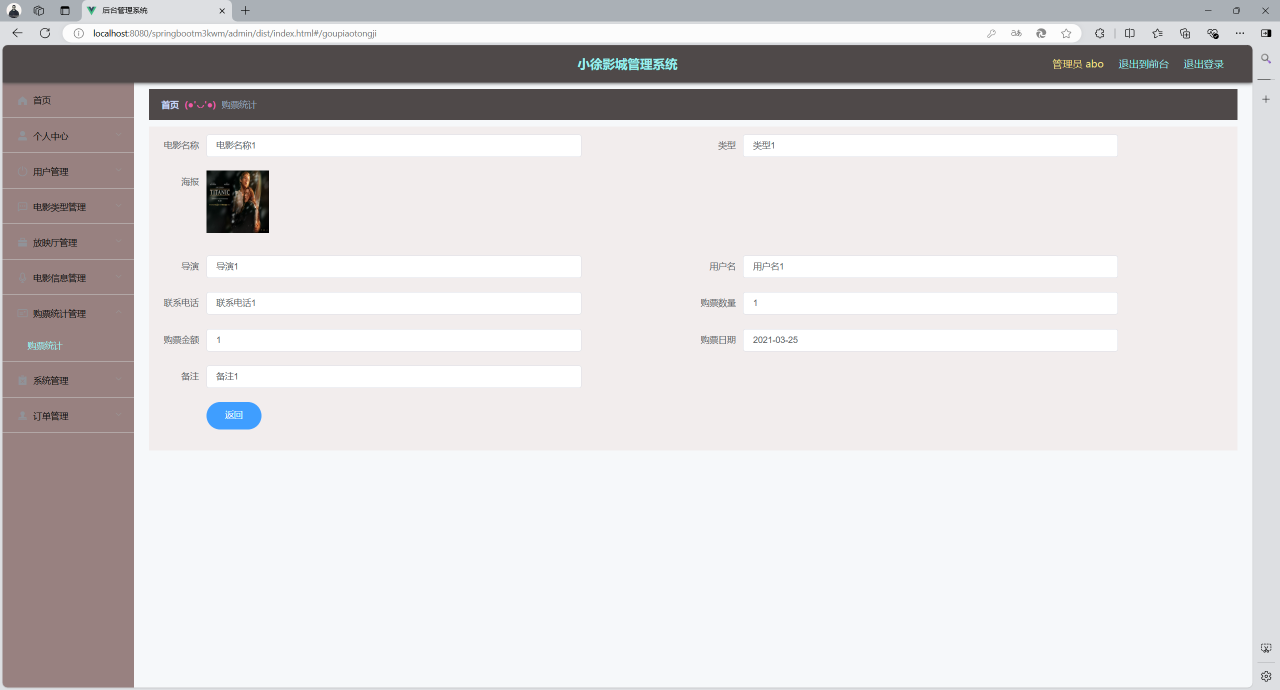 后台管理系统
localhost:8080/springbootm3kwm/admin/dist/index.html#/goupiaotongji
小徐影城管理系统
管理员 abo 退出到前台 退出登录
首页
个人中心
用户管理
电影类型管理
放映厅管理
电影信息管理
购票统计管理
购票统计
系统管理
订单管理
首页 (●'◡'●) 购票统计
电影名称 电影名称1 类型 类型1
海报
TITANIC
导演 导演1 用户名 用户名1
联系电话 联系电话1 购票数量 1
购票金额 1 购票日期 2021-03-25
备注 备注1
返回